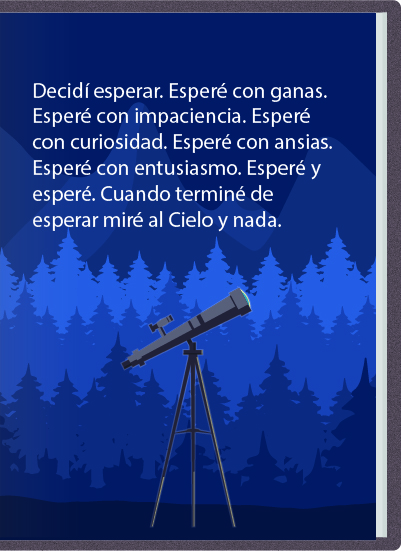 Decidí esperar. Esperé con ganas.
Esperé con impaciencia. Esperé
con curiosidad. Esperé con ansias.
Esperé con entusiasmo. Esperé y
esperé. Cuando terminé de
esperar miré al Cielo y nada.